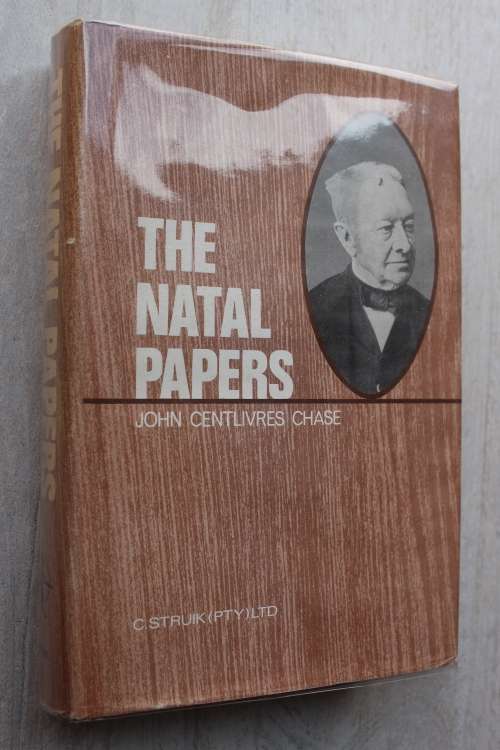 THE NATAL PAPERS
THE
NATAL
PAPERS
JOHN CENTLIVRES CHASE
C. STRUIK (PTY) LTD